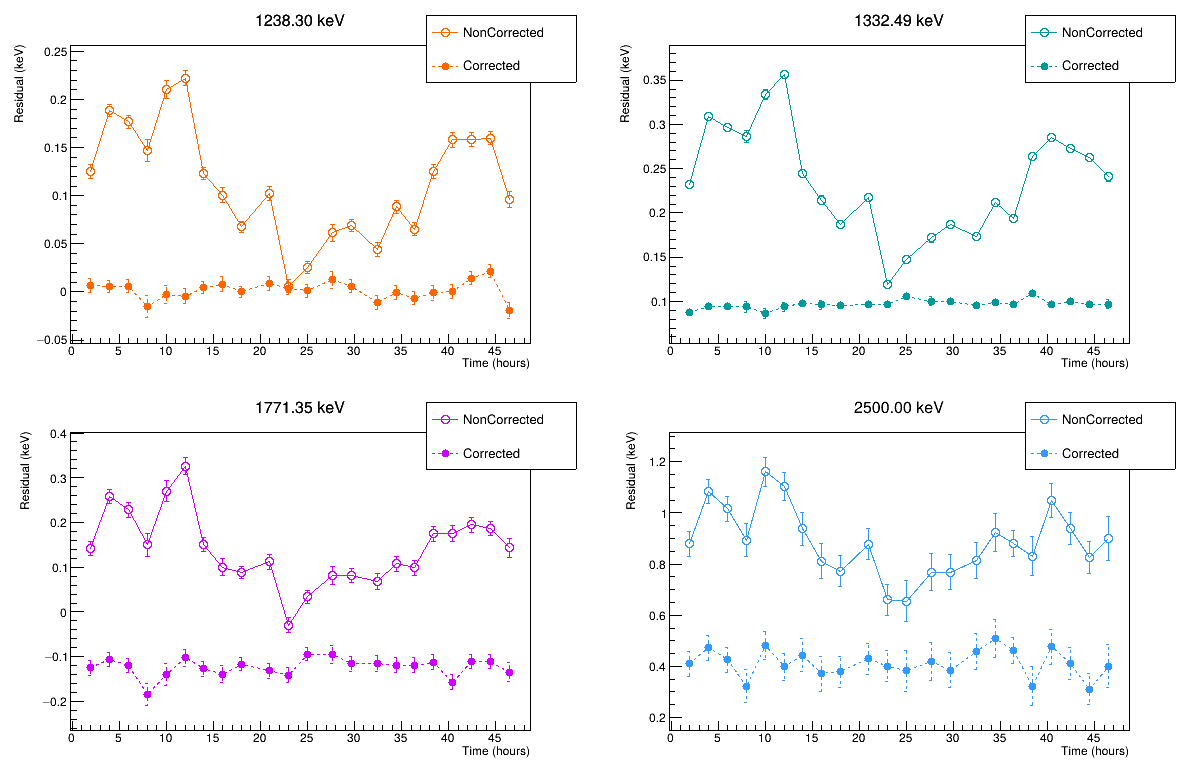 1238.30 keV
NonCorrected
Corrected
Residual (keV)
0.25
0.2
0.15
0.1
0.05
0
−0.05
0 5 10 15 20 25 30 35 40 45
Time (hours)
1332.49 keV
NonCorrected
Corrected
Residual (keV)
0.35
0.3
0.25
0.2
0.15
0.1
0 5 10 15 20 25 30 35 40 45
Time (hours)
1771.35 keV
NonCorrected
Corrected
Residual (keV)
0.4
0.3
0.2
0.1
0
−0.1
−0.2
0 5 10 15 20 25 30 35 40 45
Time (hours)
2500.00 keV
NonCorrected
Corrected
Residual (keV)
1.2
1
0.8
0.6
0.4
0.2
0 5 10 15 20 25 30 35 40 45
Time (hours)